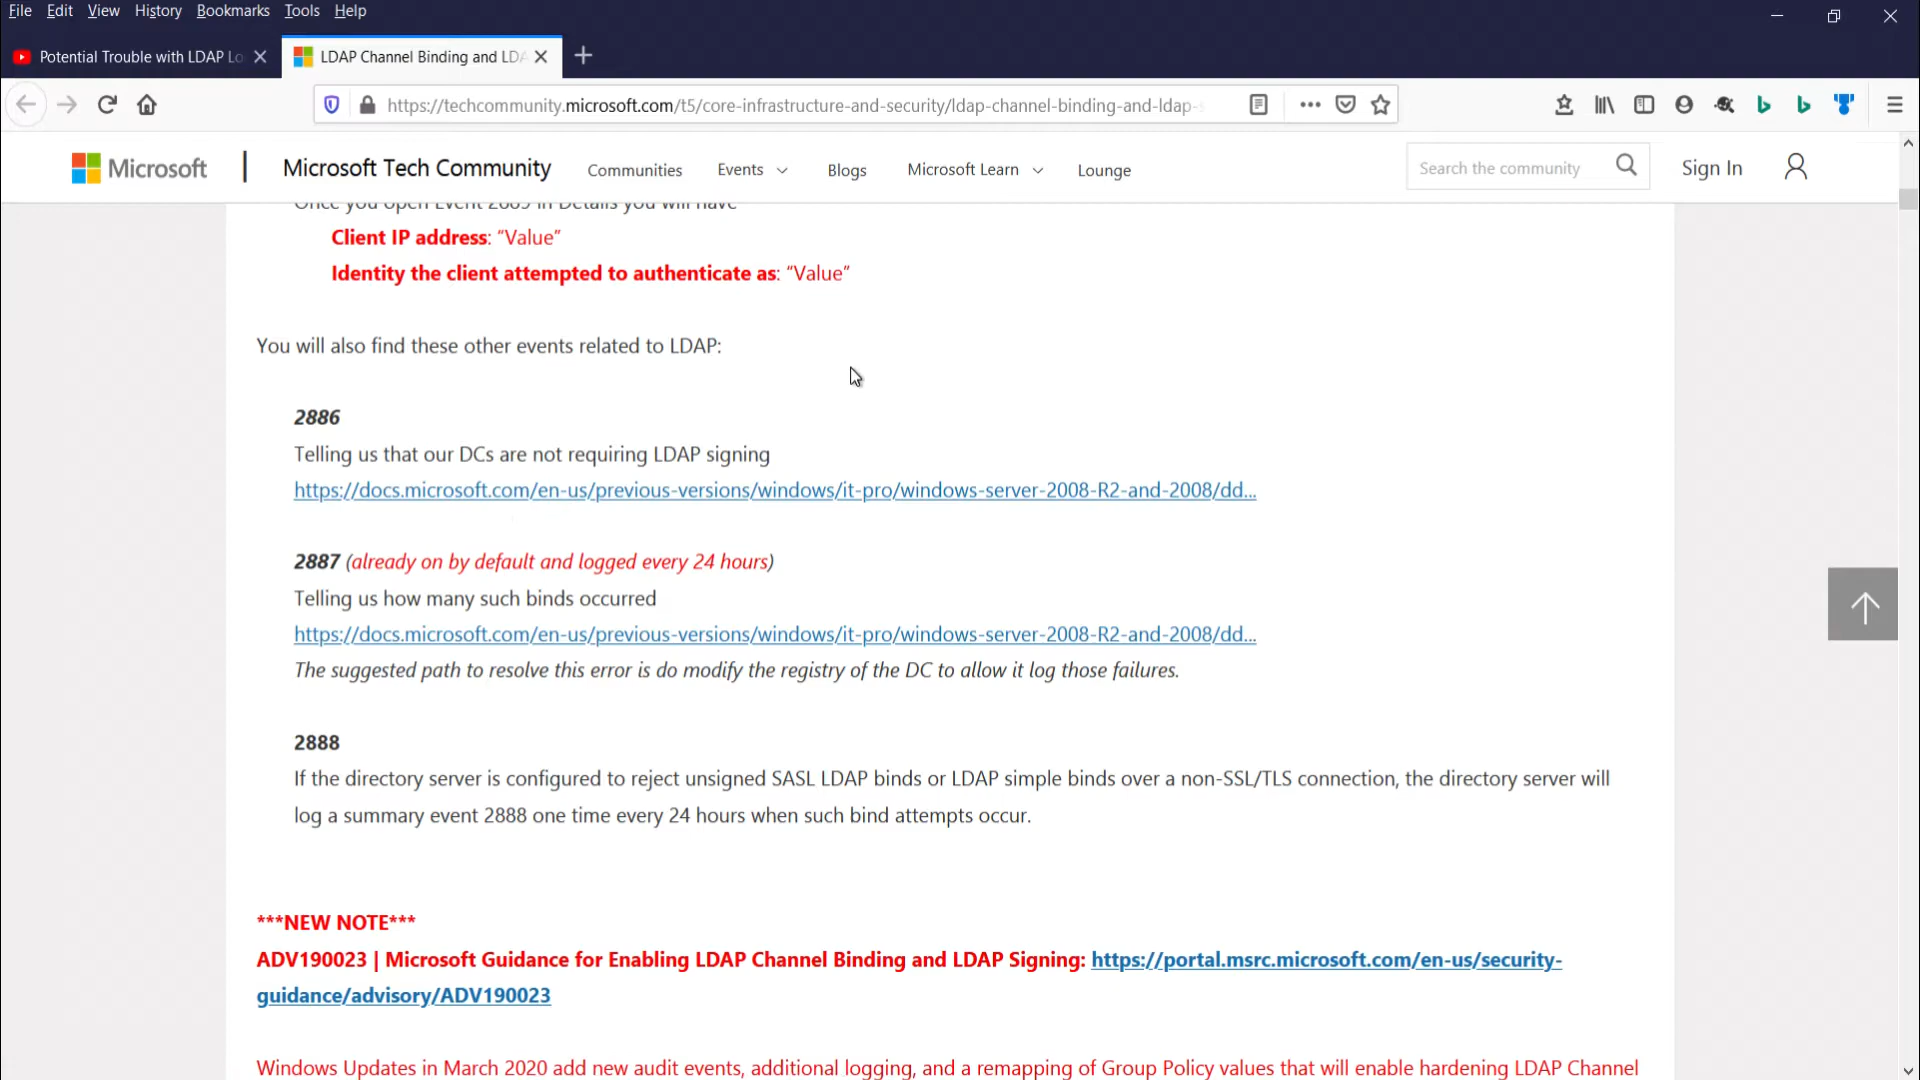 File Edit View History Bookmarks Tools Help
Potential Trouble with LDAP Lo
LDAP Channel Binding and LDA
https://techcommunity.microsoft.com/t5/core-infrastructure-and-security/ldap-channel-binding-and-ldap-s
Microsoft
Microsoft Tech Community Communities Events Blogs Microsoft Learn Lounge
Search the community
Sign In
Once you open Event 2889 in Details you will have
Client IP address: “Value”
Identity the client attempted to authenticate as: “Value”
You will also find these other events related to LDAP:
2886
Telling us that our DCs are not requiring LDAP signing
https://docs.microsoft.com/en-us/previous-versions/windows/it-pro/windows-server-2008-R2-and-2008/dd...
2887 (already on by default and logged every 24 hours)
Telling us how many such binds occurred
https://docs.microsoft.com/en-us/previous-versions/windows/it-pro/windows-server-2008-R2-and-2008/dd...
The suggested path to resolve this error is do modify the registry of the DC to allow it log those failures.
2888
If the directory server is configured to reject unsigned SASL LDAP binds or LDAP simple binds over a non-SSL/TLS connection, the directory server will
log a summary event 2888 one time every 24 hours when such bind attempts occur.
***NEW NOTE***
ADV190023 | Microsoft Guidance for Enabling LDAP Channel Binding and LDAP Signing: https://portal.msrc.microsoft.com/en-us/security-
guidance/advisory/ADV190023
Windows Updates in March 2020 add new audit events, additional logging, and a remapping of Group Policy values that will enable hardening LDAP Channel